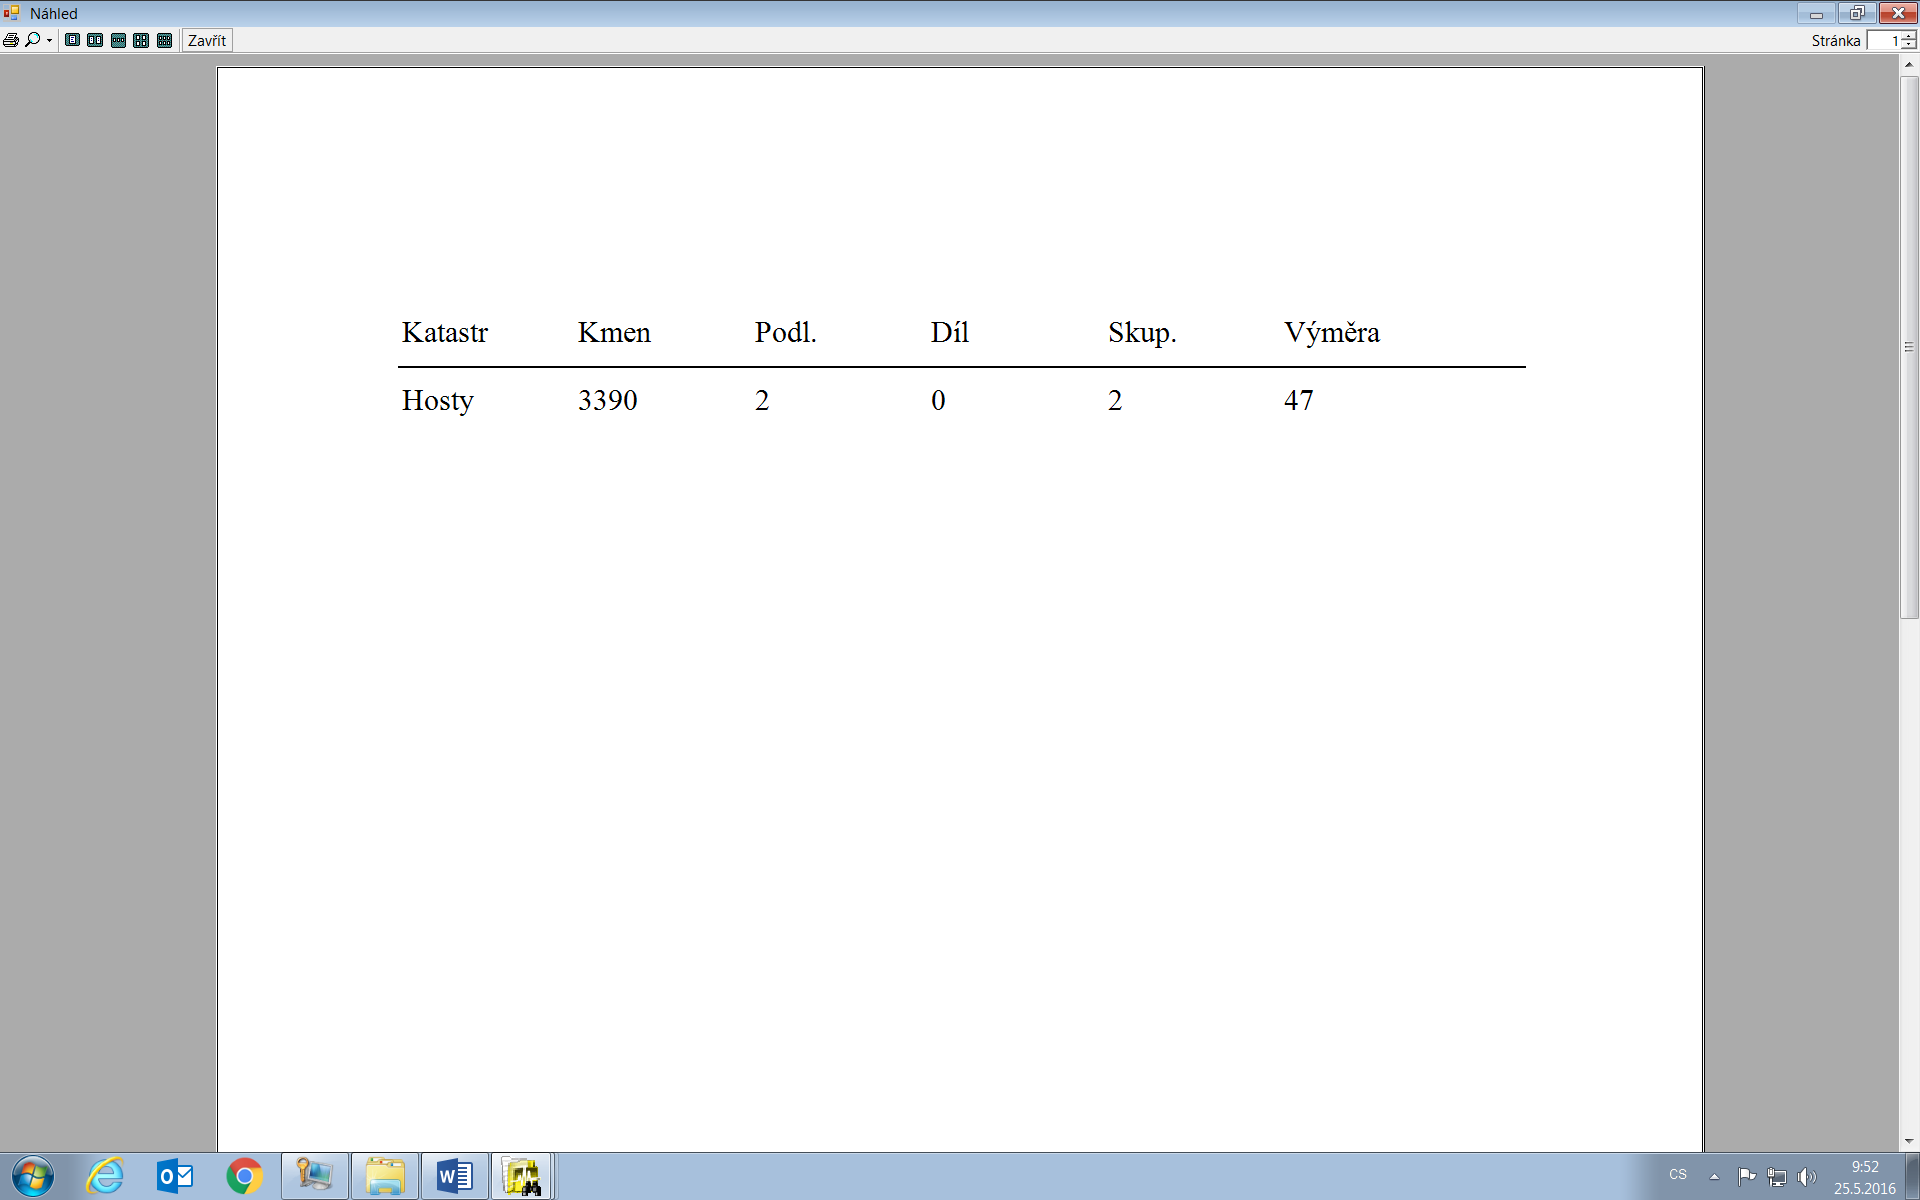 Náhled
Zavřít
Stránka 1
Katastr Kmen Podl. Díl Skup. Výměra
Hosty 3390 2 0 2 47
CS
9:52
25.5.2016